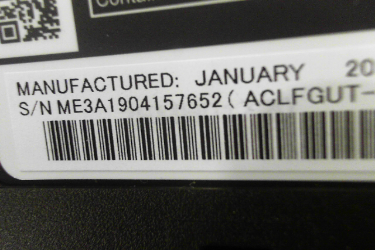 MANUFACTURED: JANUARY 20
S/N ME3A1904157652( ACLFGUT-